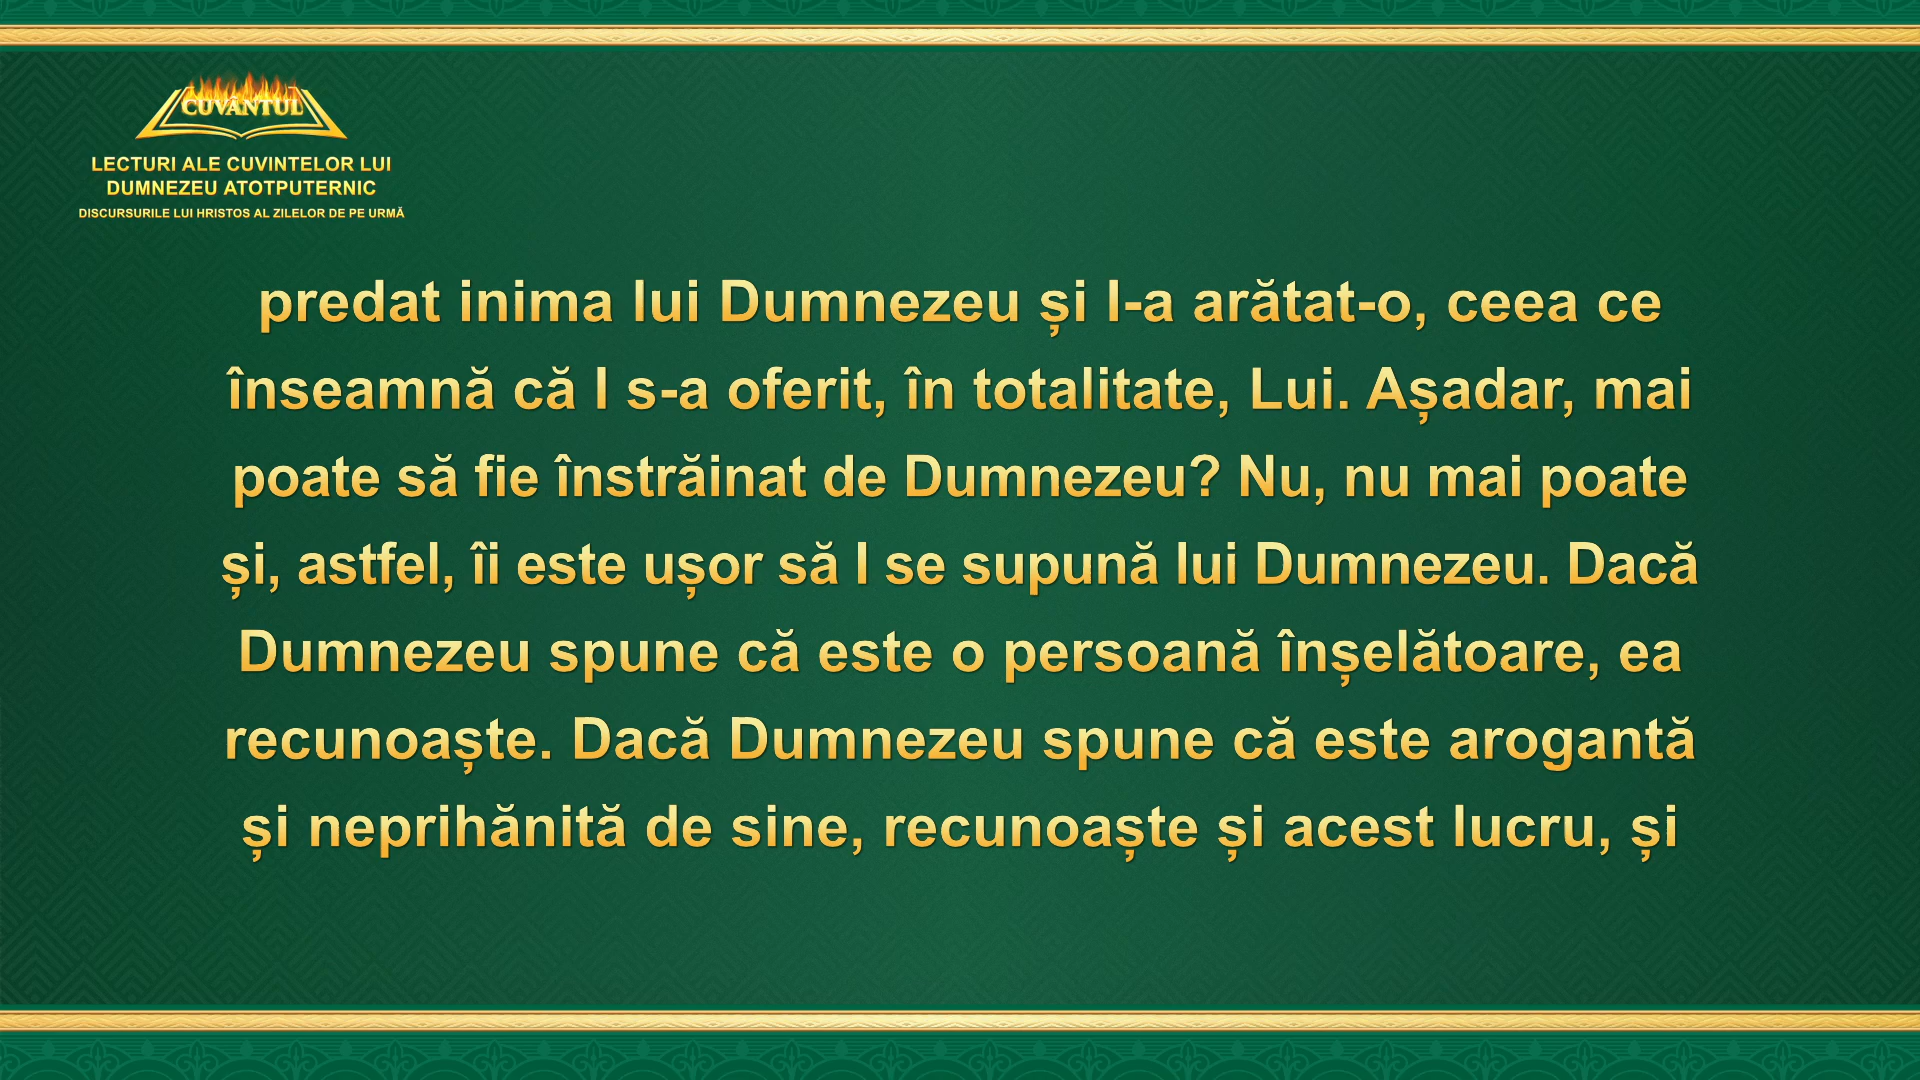 CUVÂNTUL
LECTURI ALE CUVINTELOR LUI
DUMNEZEU ATOTPUTERNIC
DISCURSURILE LUI HRISTOS AL ZILELOR DE PE URMĂ
predat inima lui Dumnezeu și I-a arătat-o, ceea ce
înseamnă că I s-a oferit, în totalitate, Lui. Așadar, mai
poate să fie înstrăinat de Dumnezeu? Nu, nu mai poate
și, astfel, îi este ușor să I se supună lui Dumnezeu. Dacă
Dumnezeu spune că este o persoană înșelătoare, ea
recunoaște. Dacă Dumnezeu spune că este arogantă
și neprihănită de sine, recunoaște și acest lucru, și